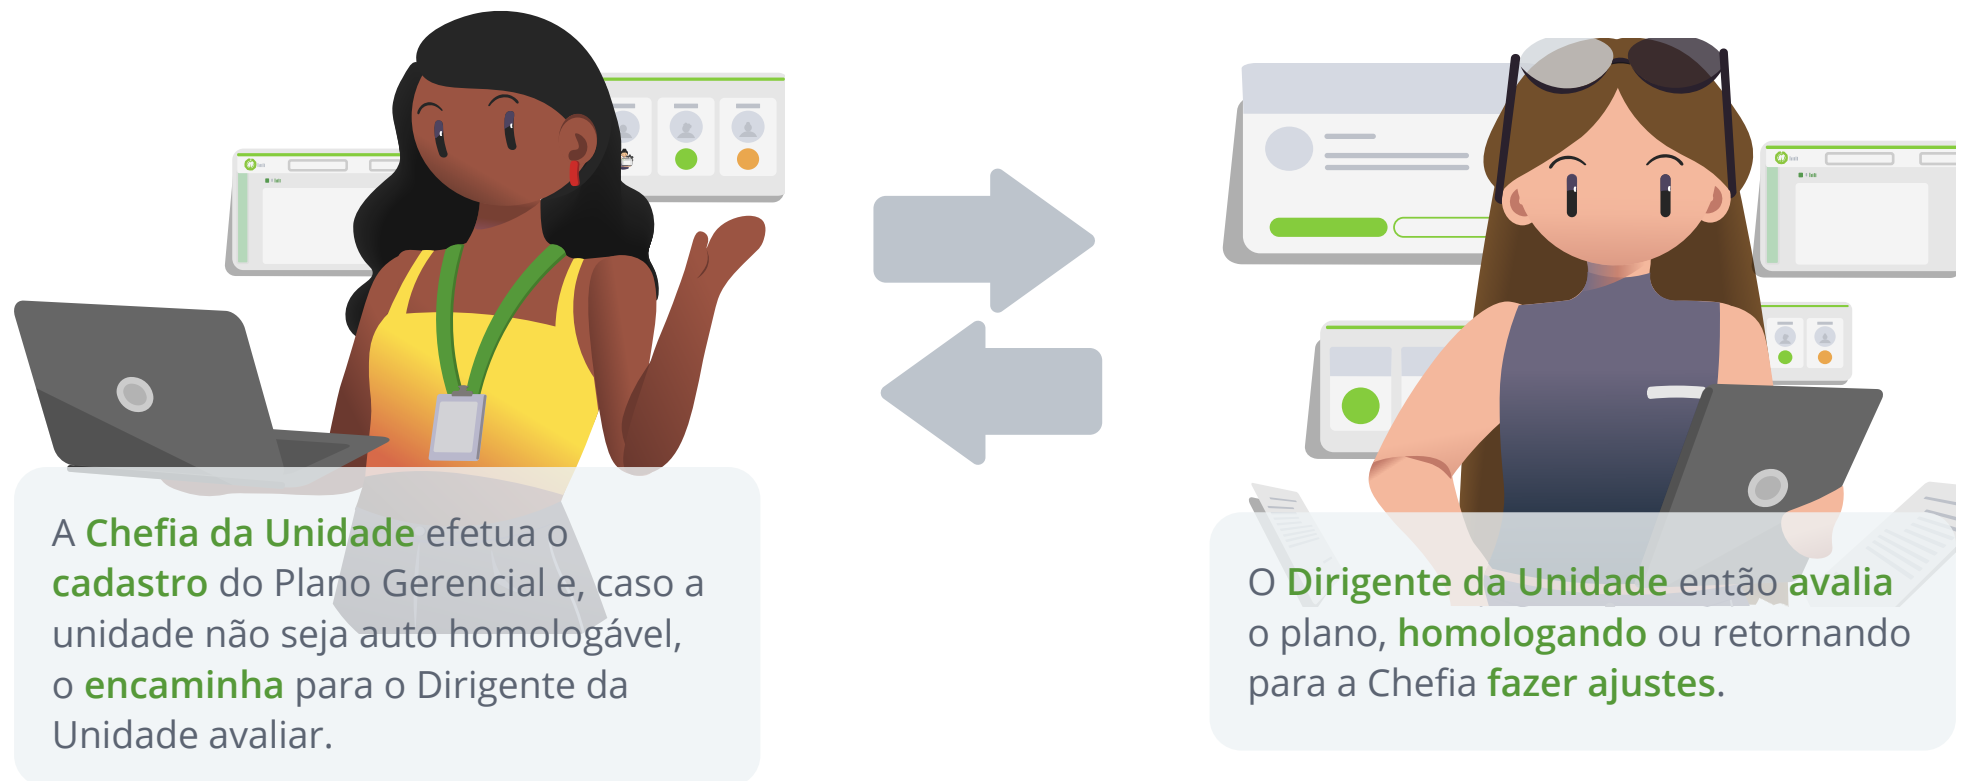 A Chefia da Unidade efetua o
cadastro do Plano Gerencial e, caso a
unidade não seja auto homologável,
o encaminha para o Dirigente da
Unidade avaliar.
O Dirigente da Unidade então avalia
o plano, homologando ou retornando
para a Chefia fazer ajustes.